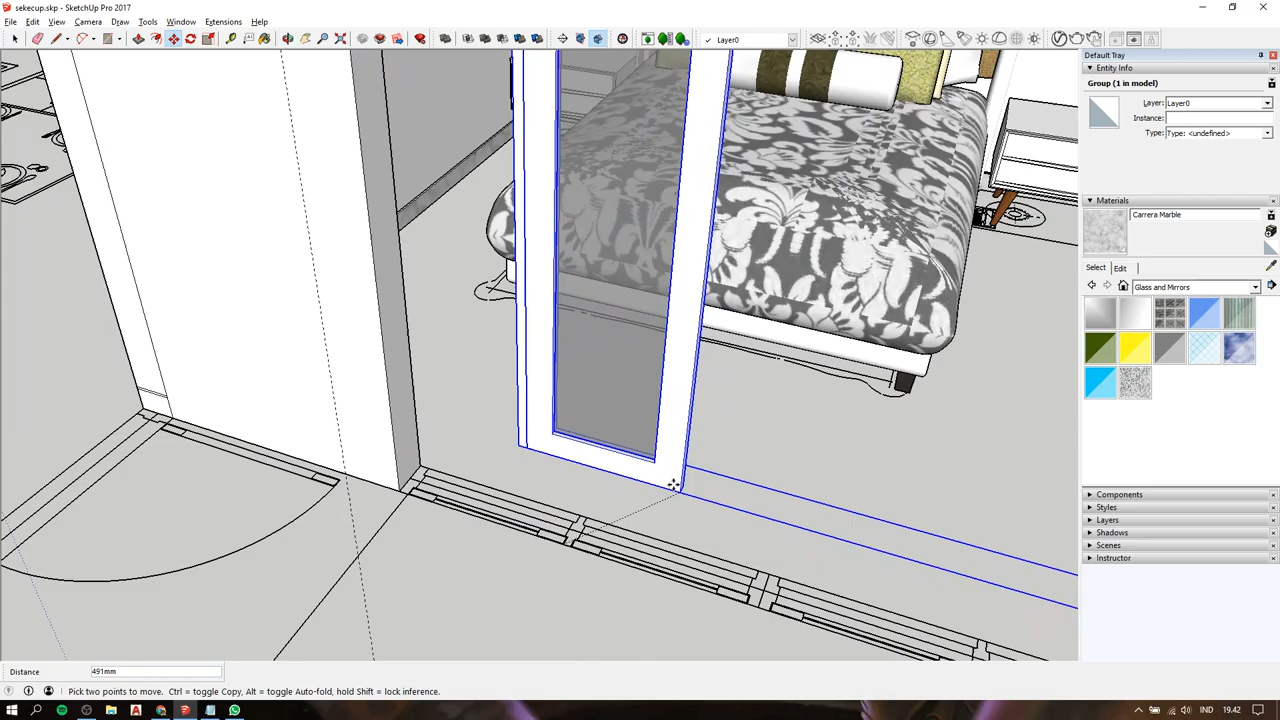 sekecup.skp - SketchUp Pro 2017
File Edit View Camera Draw Tools Window Extensions Help
Layer0
Default Tray
Entity Info
Group (1 in model)
Layer: Layer0
Instance:
Type: Type: <undefined>
Materials
Carrera Marble
Select Edit
Glass and Mirrors
Components
Styles
Layers
Shadows
Scenes
Instructor
Distance 491mm
Pick two points to move. Ctrl = toggle Copy, Alt = toggle Auto-fold, hold Shift = lock inference.
IND 19.42